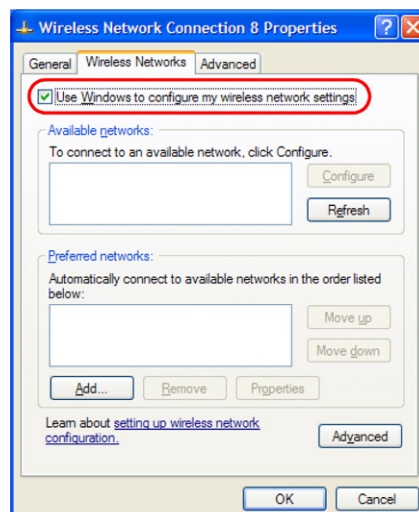 Wireless Network Connection 8 Properties
General Wireless Networks Advanced
Use Windows to configure my wireless network settings
Available networks:
To connect to an available network, click Configure.
Configure
Refresh
Preferred networks:
Automatically connect to available networks in the order listed
below:
Move up
Move down
Add... Remove Properties
Learn about setting up wireless network
configuration.
Advanced
OK Cancel